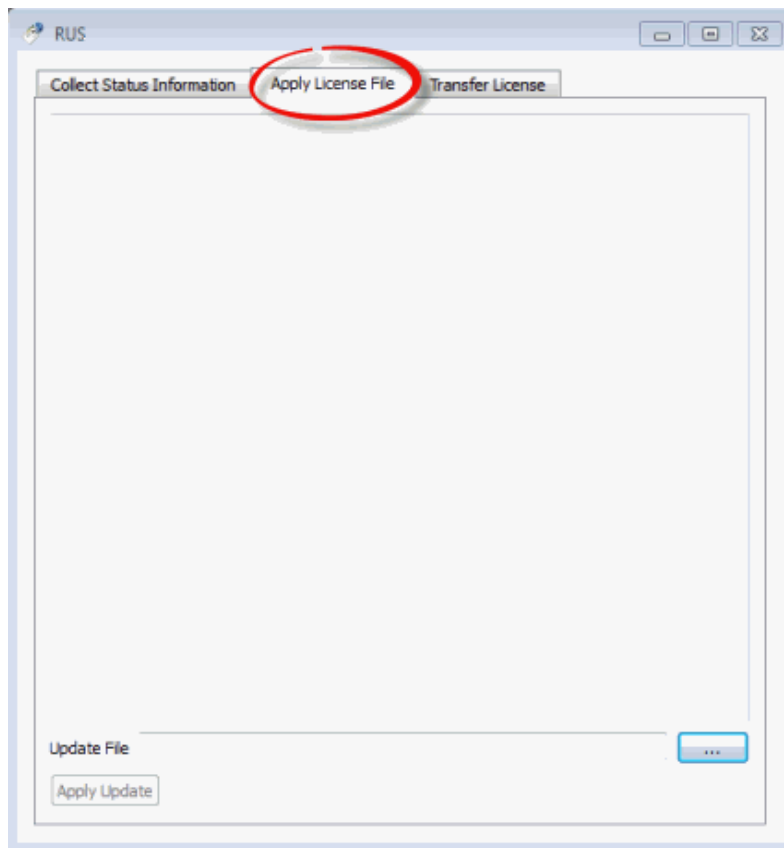 RUS
Collect Status Information Apply License File Transfer License
Update File ...
Apply Update